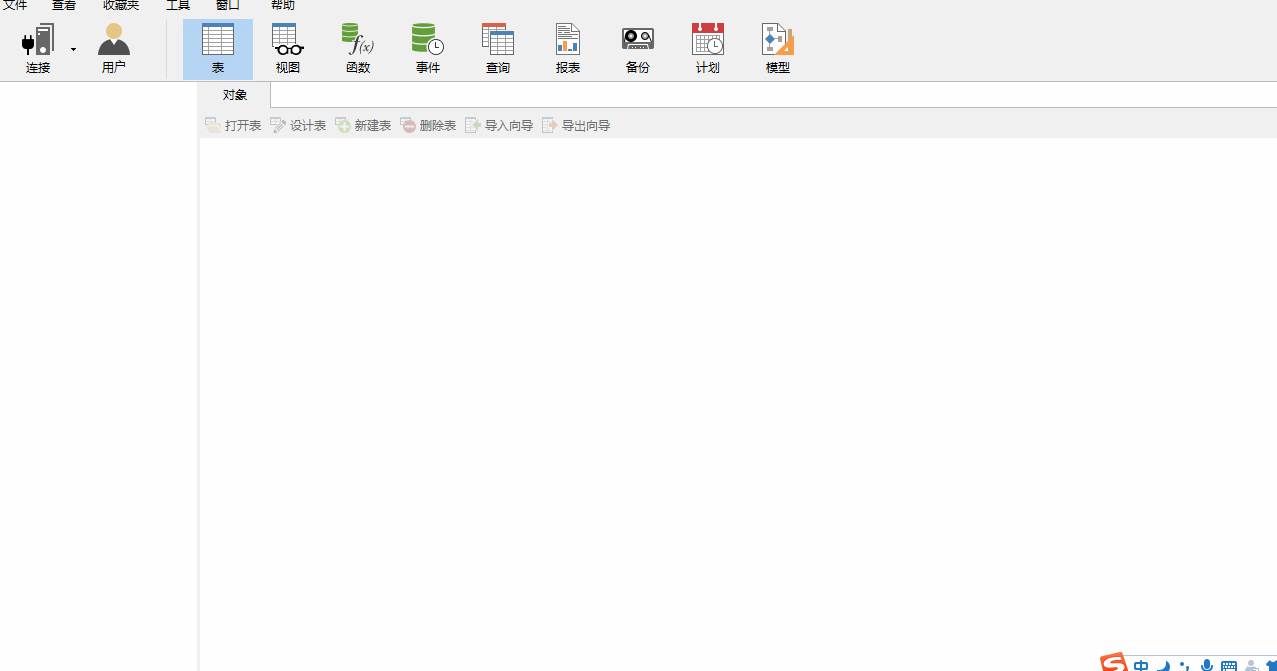 文件 查看 收藏夹 工具 窗口 帮助
连接 用户 表 视图 函数 事件 查询 报表 备份 计划 模型
对象
打开表 设计表 新建表 删除表 导入向导 导出向导
中